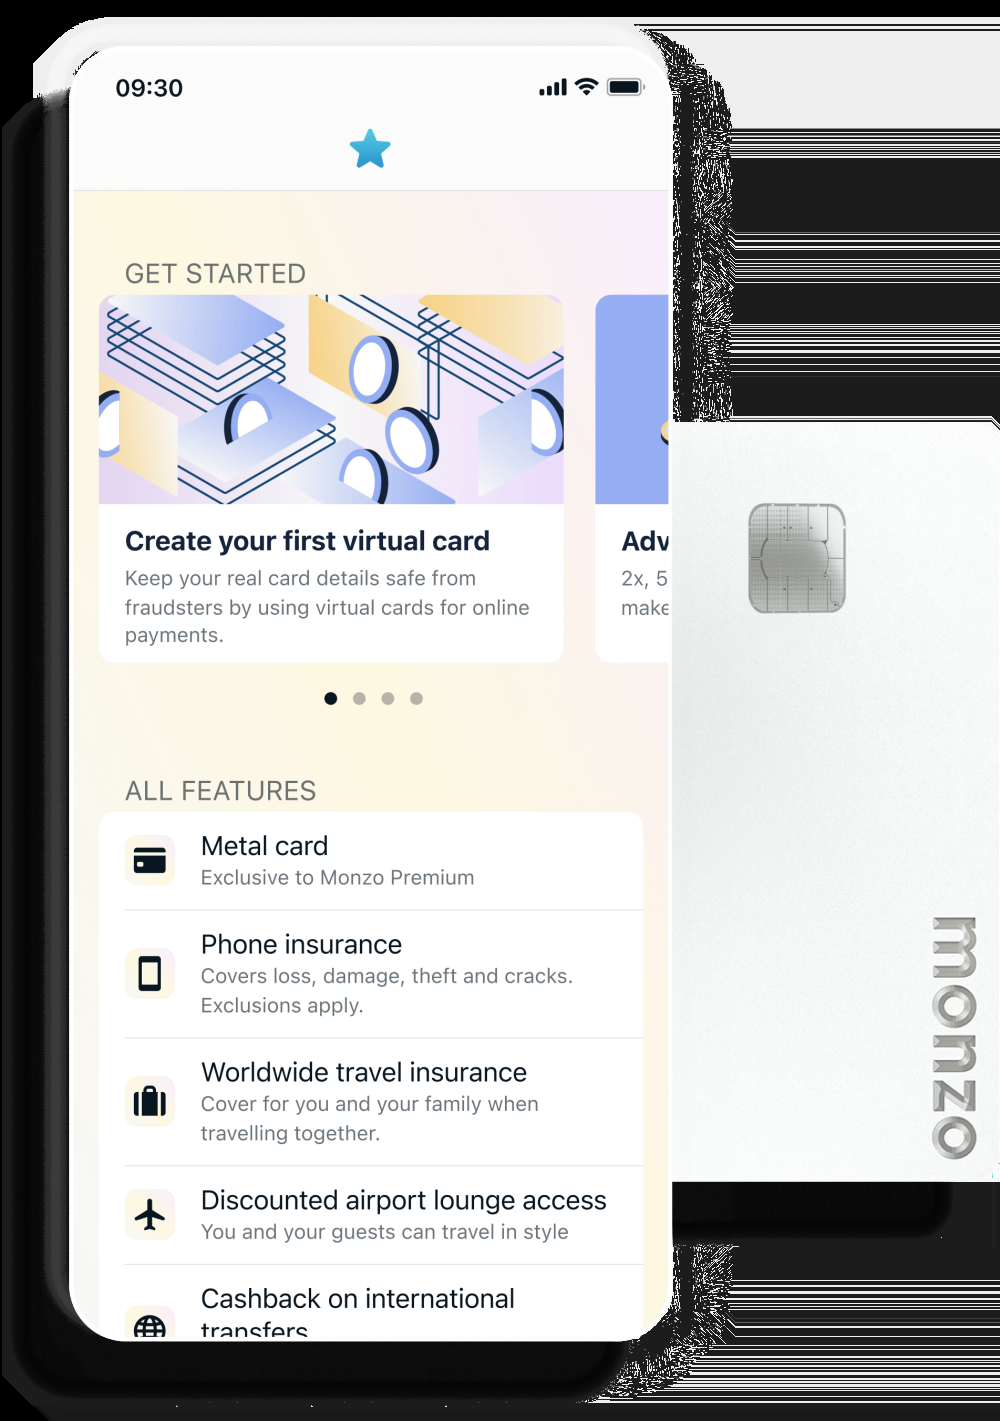 09:30
GET STARTED
Create your first virtual card
Keep your real card details safe from
fraudsters by using virtual cards for online
payments.
Adv
2x, 5
make
ALL FEATURES
Metal card
Exclusive to Monzo Premium
Phone insurance
Covers loss, damage, theft and cracks.
Exclusions apply.
Worldwide travel insurance
Cover for you and your family when
travelling together.
Discounted airport lounge access
You and your guests can travel in style
Cashback on international
transfers
monzo